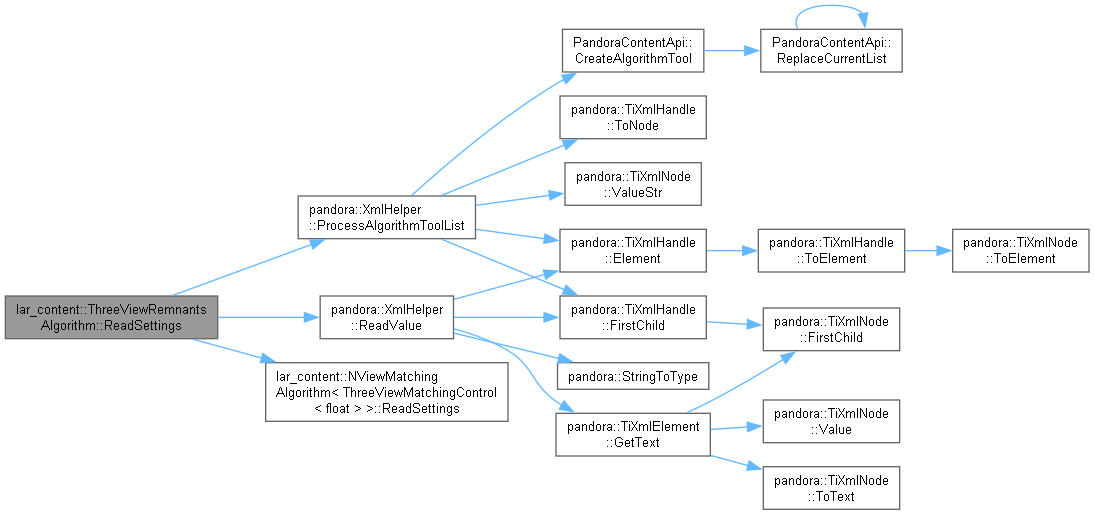 lar_content::ThreeViewRemnants
Algorithm::ReadSettings
pandora::XmlHelper
::ProcessAlgorithmToolList
pandora::XmlHelper
::ReadValue
lar_content::NViewMatching
Algorithm< ThreeViewMatchingControl
< float > >::ReadSettings
PandoraContentApi::
CreateAlgorithmTool
pandora::TiXmlHandle
::ToNode
pandora::TiXmlNode
::ValueStr
pandora::TiXmlHandle
::Element
pandora::TiXmlHandle
::FirstChild
pandora::StringToType
pandora::TiXmlElement
::GetText
PandoraContentApi::
ReplaceCurrentList
pandora::TiXmlHandle
::ToElement
pandora::TiXmlNode
::FirstChild
pandora::TiXmlNode
::Value
pandora::TiXmlNode
::ToText
pandora::TiXmlNode
::ToElement